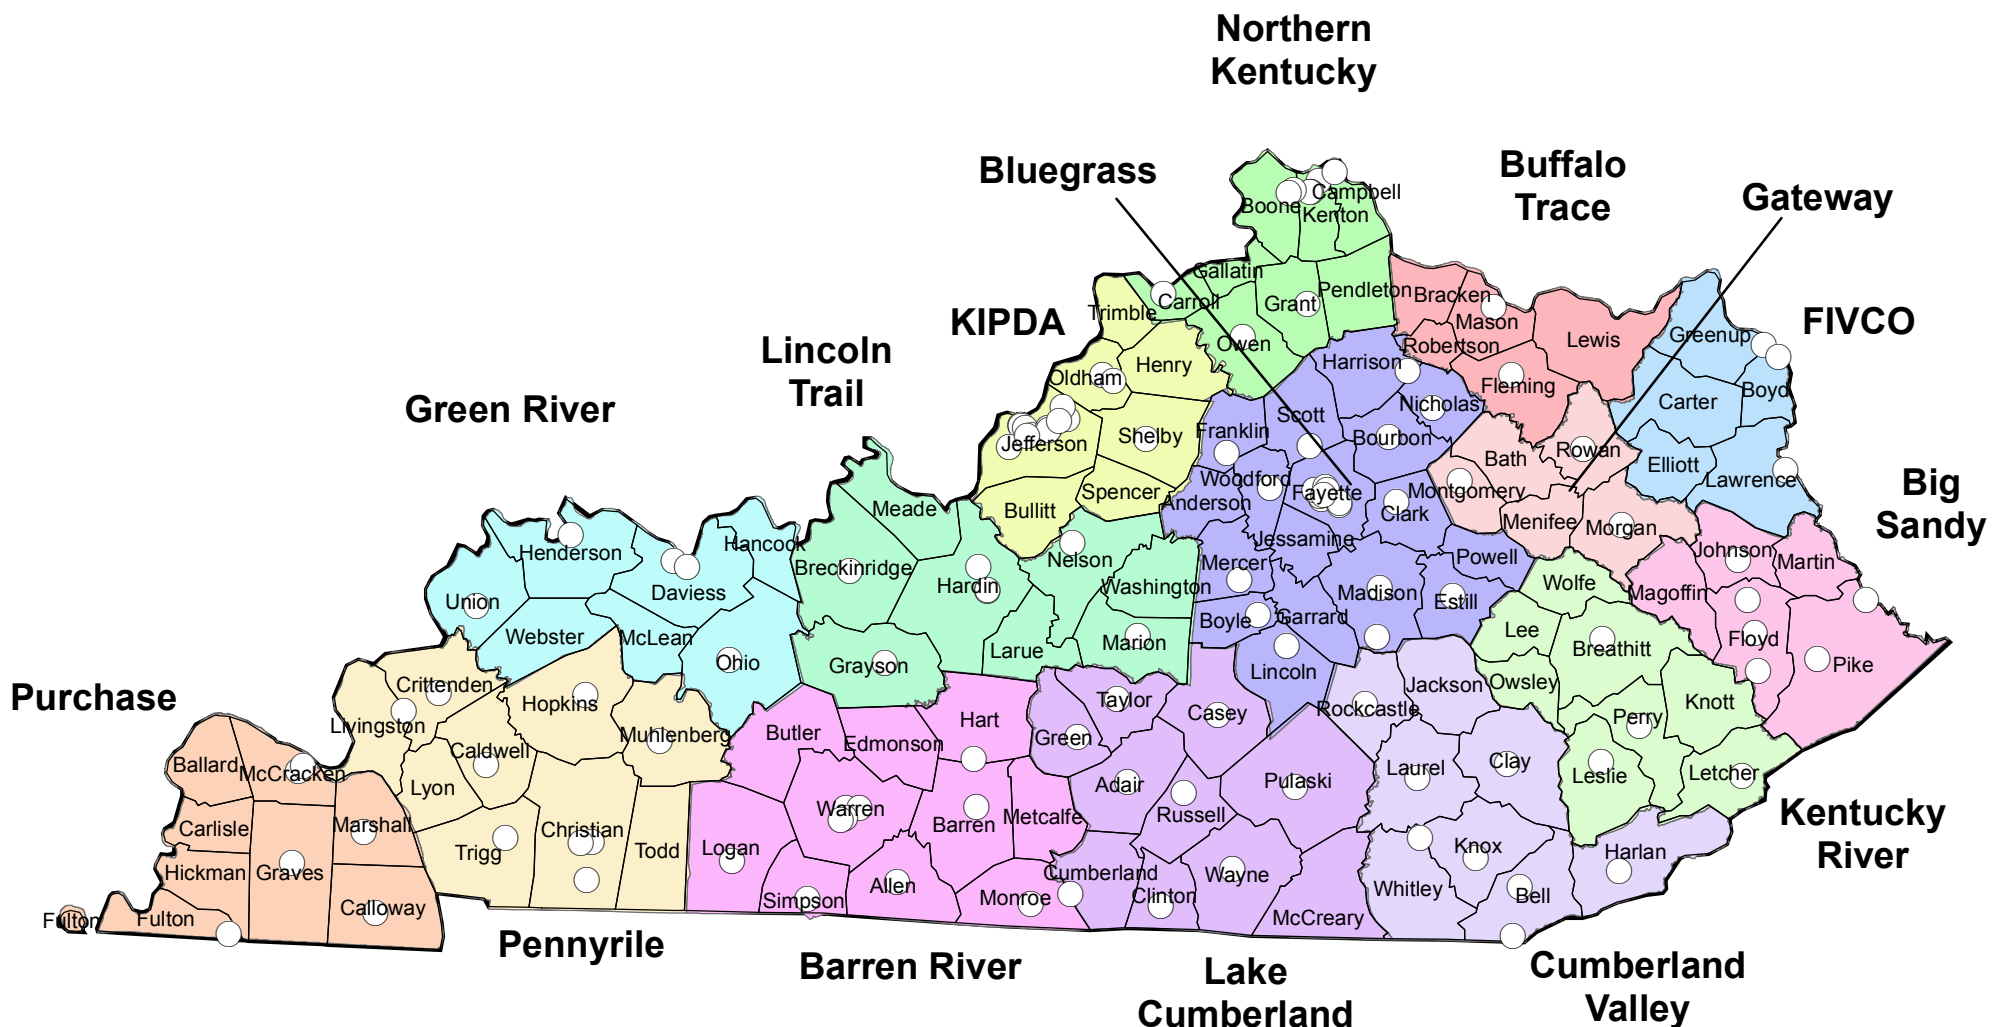 Northern
Kentucky
Bluegrass
Buffalo
Trace
Gateway
KIPDA
FIVCO
Lincoln
Trail
Green River
Big
Sandy
Purchase
Kentucky
River
Pennyrile
Barren River
Lake
Cumberland
Cumberland
Valley
Boone
Campbell
Kenton
Gallatin
Carroll
Grant
Pendleton
Owen
Bracken
Mason
Robertson
Lewis
Fleming
Greenup
Carter
Boyd
Elliott
Lawrence
Trimble
Henry
Oldham
Jefferson
Shelby
Spencer
Bullitt
Harrison
Nicholas
Scott
Franklin
Bourbon
Woodford
Fayette
Anderson
Clark
Jessamine
Mercer
Powell
Madison
Estill
Boyle
Garrard
Lincoln
Rowan
Bath
Montgomery
Menifee
Morgan
Johnson
Martin
Magoffin
Floyd
Pike
Wolfe
Lee
Breathitt
Owsley
Knott
Perry
Leslie
Letcher
Meade
Breckinridge
Hardin
Nelson
Washington
Grayson
Larue
Marion
Hancock
Henderson
Daviess
Union
Webster
McLean
Ohio
Crittenden
Livingston
Hopkins
Caldwell
Muhlenberg
Lyon
Trigg
Christian
Todd
Ballard
McCracken
Carlisle
Marshall
Hickman
Graves
Calloway
Fulton
Fulton
Butler
Edmonson
Hart
Warren
Barren
Metcalfe
Logan
Simpson
Allen
Monroe
Taylor
Green
Casey
Adair
Russell
Pulaski
Cumberland
Clinton
Wayne
McCreary
Rockcastle
Jackson
Laurel
Clay
Knox
Whitley
Bell
Harlan